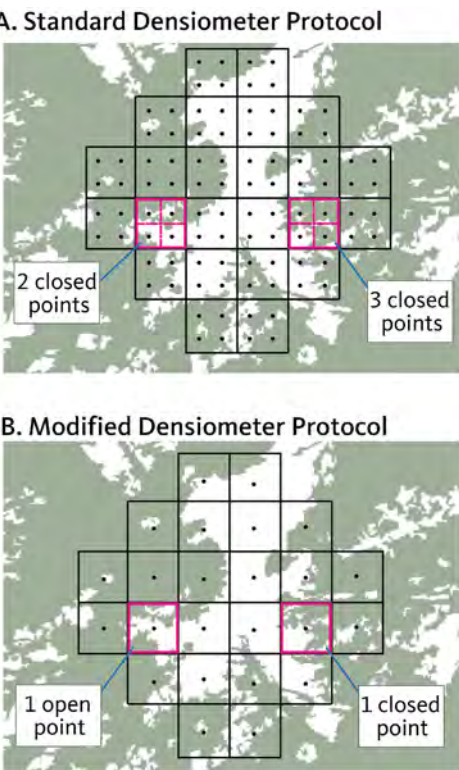 A. Standard Densiometer Protocol
2 closed
points
3 closed
points
B. Modified Densiometer Protocol
1 open
point
1 closed
point